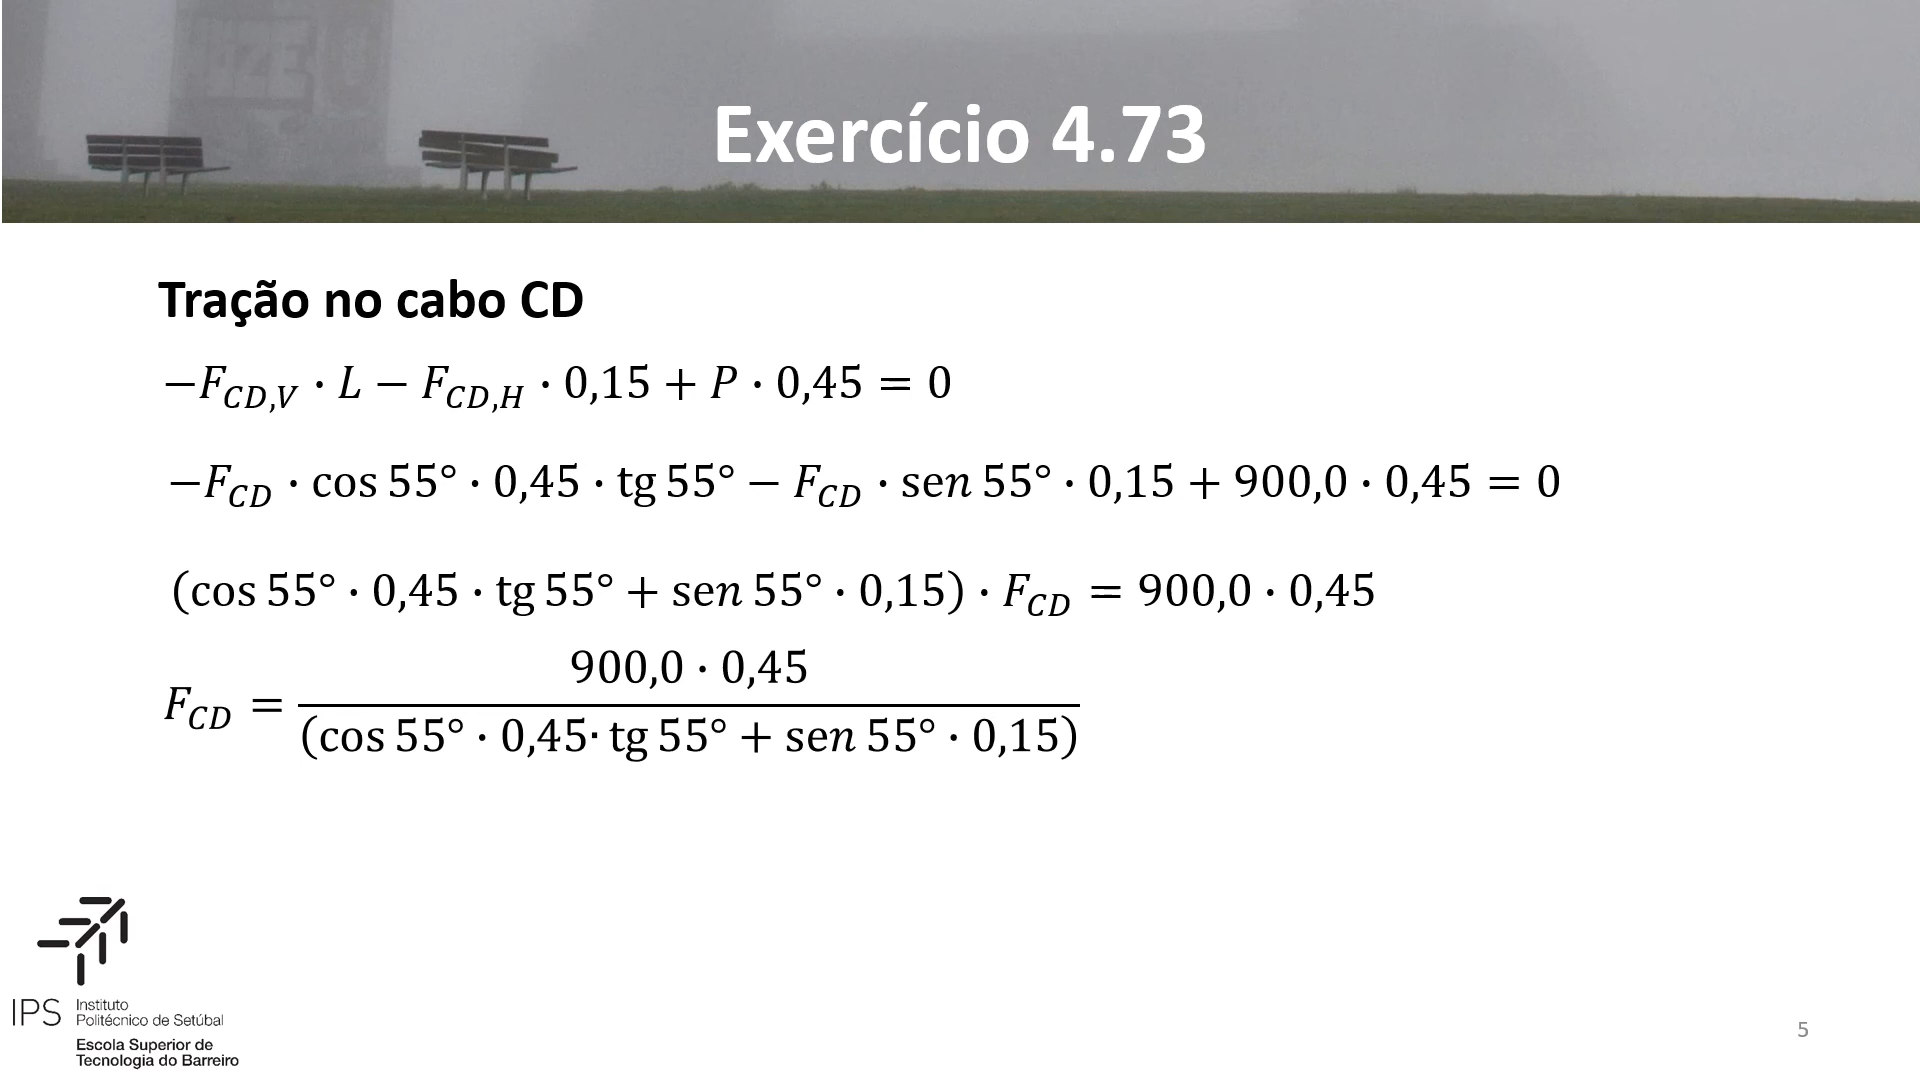 Exercício 4.73
Tração no cabo CD
−F_{CD,V} · L − F_{CD,H} · 0,15 + P · 0,45 = 0
−F_{CD} · cos 55° · 0,45 · tg 55° − F_{CD} · sen 55° · 0,15 + 900,0 · 0,45 = 0
(cos 55° · 0,45 · tg 55° + sen 55° · 0,15) · F_{CD} = 900,0 · 0,45
F_{CD} = \frac{900,0 · 0,45}{(cos 55° · 0,45· tg 55° + sen 55° · 0,15)}
IPS Instituto
Politécnico de Setúbal
Escola Superior de
Tecnologia do Barreiro
5